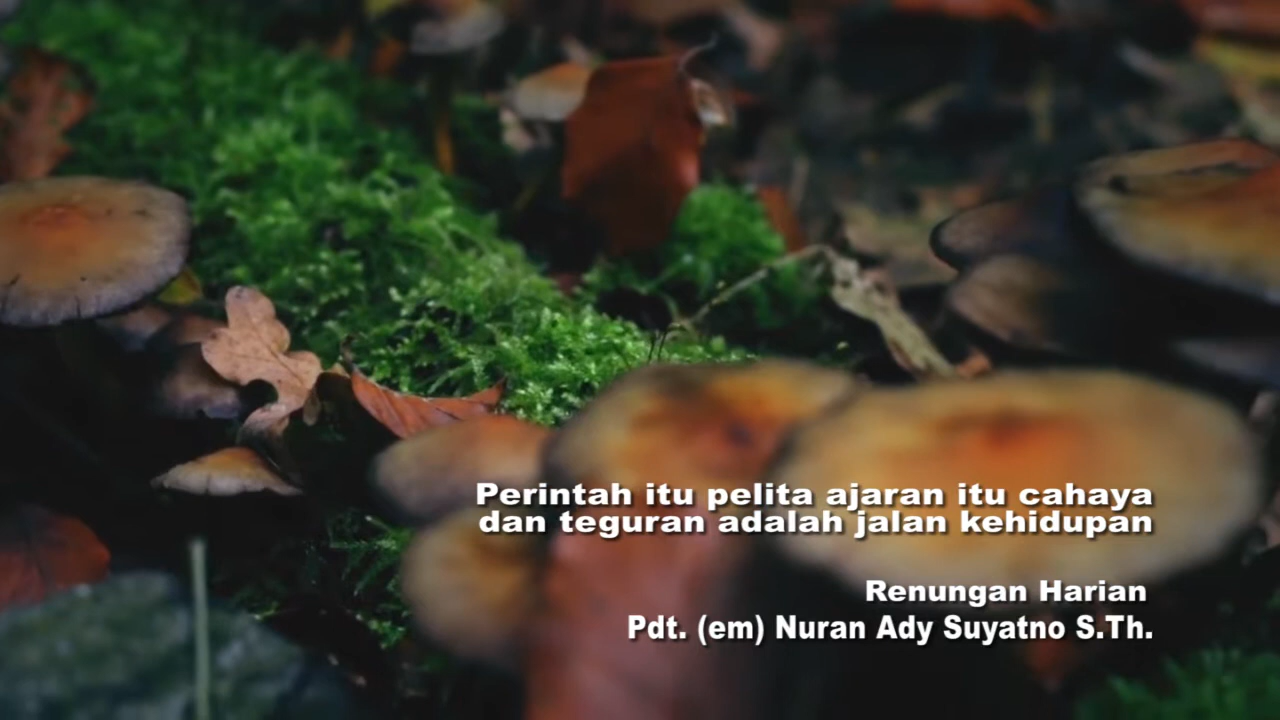 Perintah itu pelita ajaran itu cahaya
dan teguran adalah jalan kehidupan
Renungan Harian
Pdt. (em) Nuran Ady Suyatno S.Th.